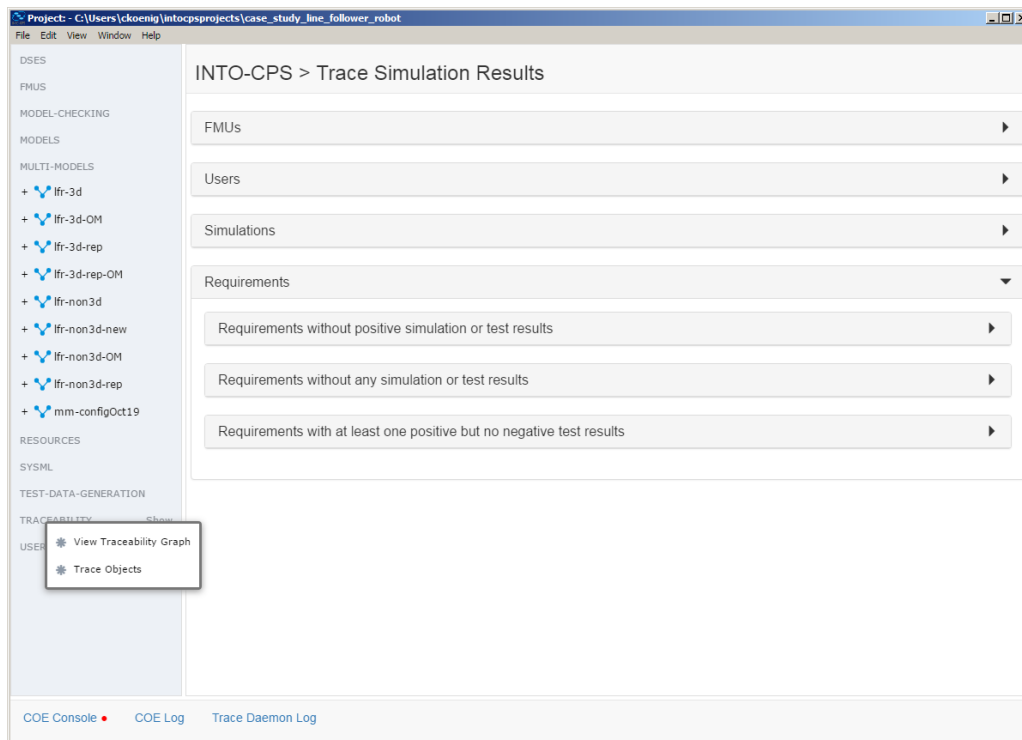 Project: - C:\Users\ckoenig\intocpsprojects\case_study_line_follower_robot
File Edit View Window Help
DSES
FMUS
MODEL-CHECKING
MODELS
MULTI-MODELS
+ lfr-3d
+ lfr-3d-OM
+ lfr-3d-rep
+ lfr-3d-rep-OM
+ lfr-non3d
+ lfr-non3d-new
+ lfr-non3d-OM
+ lfr-non3d-rep
+ mm-configOct19
RESOURCES
SYSML
TEST-DATA-GENERATION
TRACEABILITY Show
USER
View Traceability Graph
Trace Objects
INTO-CPS > Trace Simulation Results
FMUs
Users
Simulations
Requirements
Requirements without positive simulation or test results
Requirements without any simulation or test results
Requirements with at least one positive but no negative test results
COE Console COE Log Trace Daemon Log